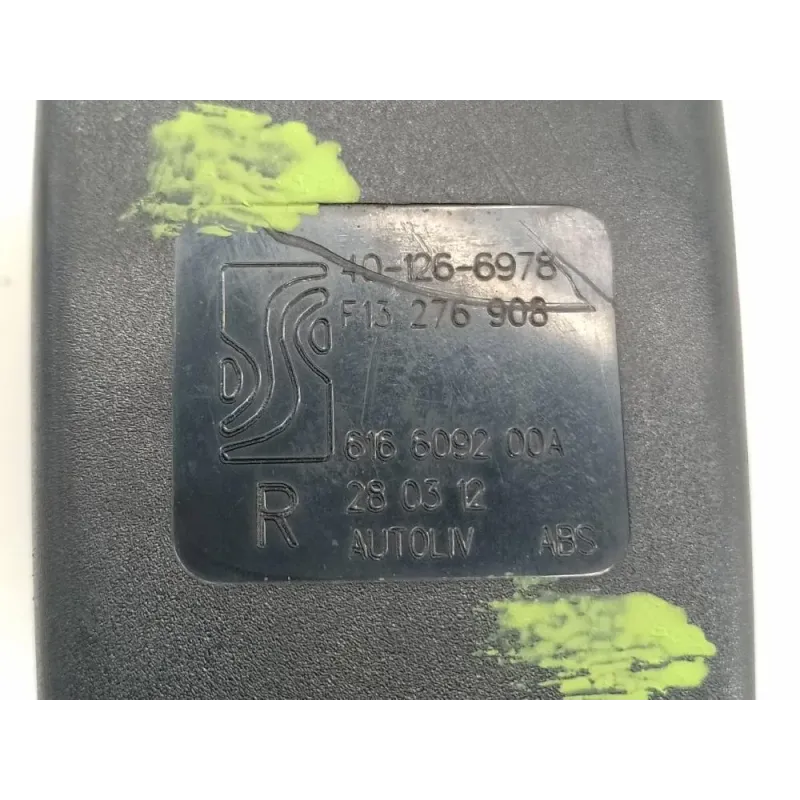 40-126-6978
F13 276 908
616 6092 00A
R
28 03 12
AUTOLIV ABS